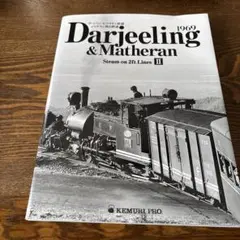 1969
Darjeeling
& Matheran
Steam on 2ft. Lines II
KEMURI PRO